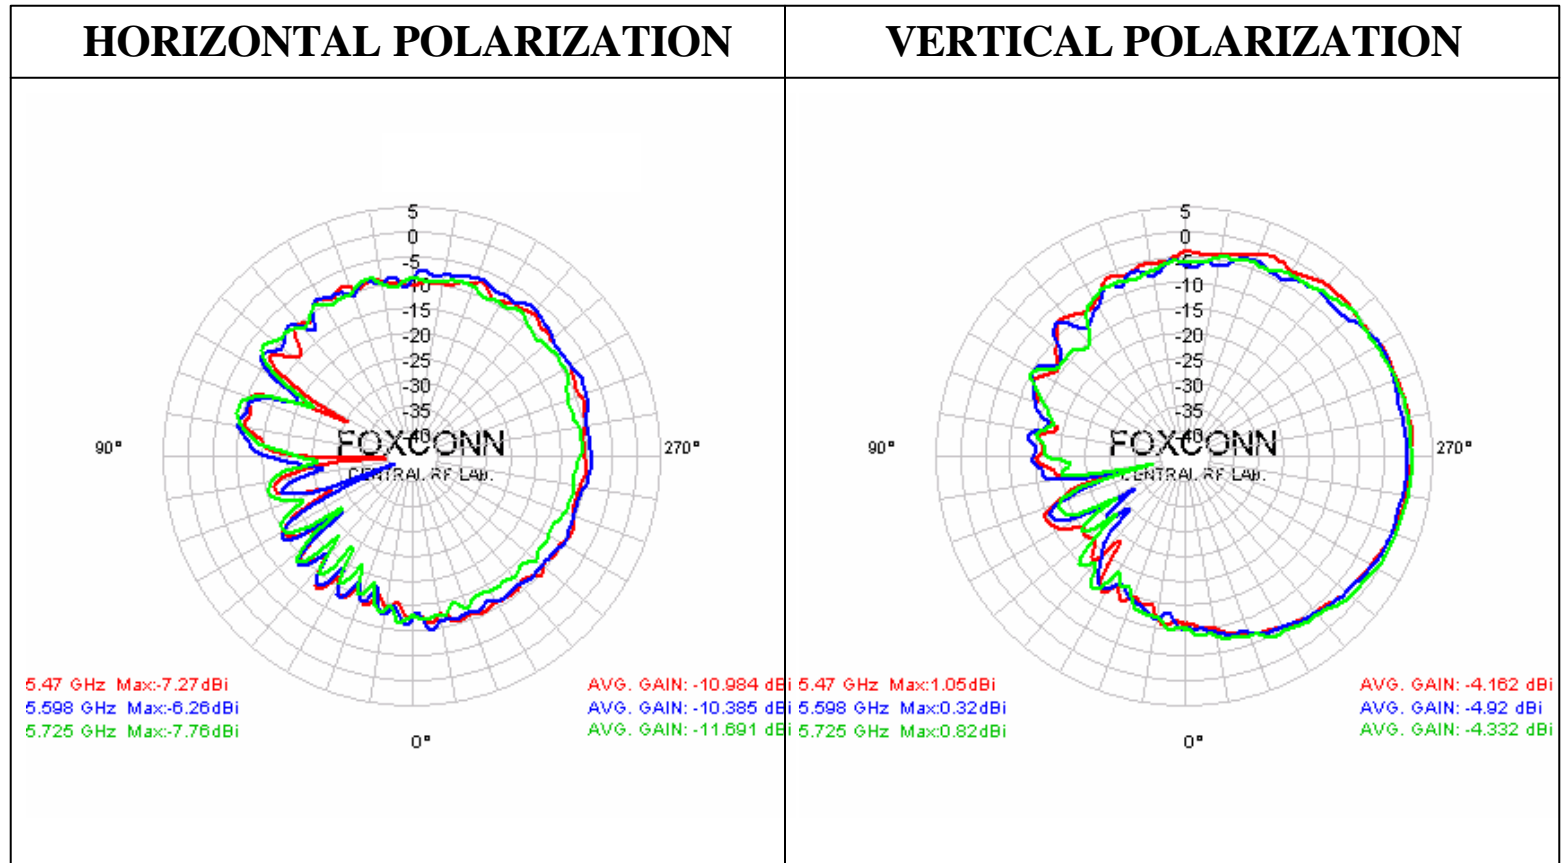 HORIZONTAL POLARIZATION
VERTICAL POLARIZATION
5
0
-5
-10
-15
-20
-25
-30
-35
-40
90°
270°
FOXCONN
CENTRAL RF LAB.
5.47 GHz Max:-7.27dBi
AVG. GAIN: -10.984 dBi
5.598 GHz Max:-6.26dBi
AVG. GAIN: -10.385 dBi
5.725 GHz Max:-7.76dBi
AVG. GAIN: -11.691 dBi
0°
5
0
-5
-10
-15
-20
-25
-30
-35
-40
90°
270°
FOXCONN
CENTRAL RF LAB.
5.47 GHz Max:1.05dBi
AVG. GAIN: -4.162 dBi
5.598 GHz Max:0.32dBi
AVG. GAIN: -4.92 dBi
5.725 GHz Max:0.82dBi
AVG. GAIN: -4.332 dBi
0°